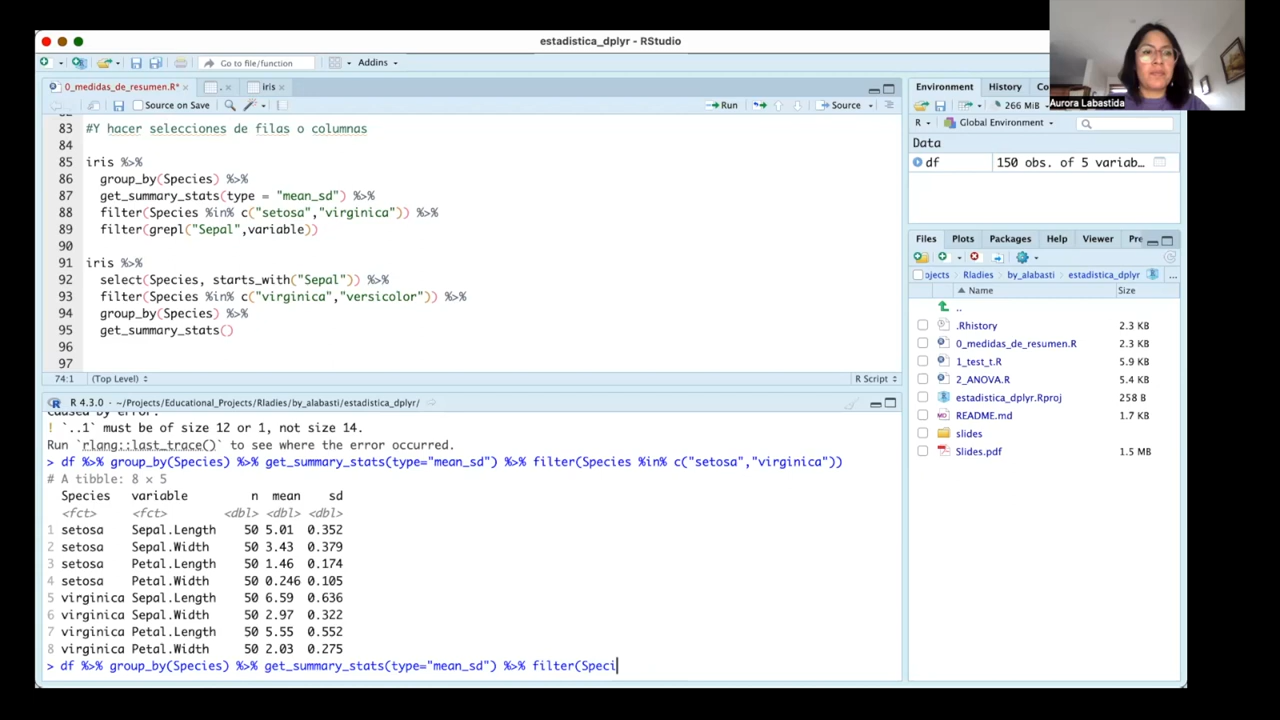 estadistica_dplyr - RStudio
Go to file/function
Addins
0_medidas_de_resumen.R*
.
iris
Source on Save
Run
Source
83 #Y hacer selecciones de filas o columnas
84
85 iris %>%
86 group_by(Species) %>%
87 get_summary_stats(type = "mean_sd") %>%
88 filter(Species %in% c("setosa","virginica")) %>%
89 filter(grepl("Sepal",variable))
90
91 iris %>%
92 select(Species, starts_with("Sepal")) %>%
93 filter(Species %in% c("virginica","versicolor")) %>%
94 group_by(Species) %>%
95 get_summary_stats()
96
97
74:1 (Top Level) R Script
R 4.3.0 · ~/Projects/Educational_Projects/Rladies/by_alabasti/estadistica_dplyr/
Caused by error:
! `..1` must be of size 12 or 1, not size 14.
Run `rlang::last_trace()` to see where the error occurred.
> df %>% group_by(Species) %>% get_summary_stats(type="mean_sd") %>% filter(Species %in% c("setosa","virginica"))
# A tibble: 8 × 5
Species variable n mean sd
<fct> <fct> <dbl> <dbl> <dbl>
1 setosa Sepal.Length 50 5.01 0.352
2 setosa Sepal.Width 50 3.43 0.379
3 setosa Petal.Length 50 1.46 0.174
4 setosa Petal.Width 50 0.246 0.105
5 virginica Sepal.Length 50 6.59 0.636
6 virginica Sepal.Width 50 2.97 0.322
7 virginica Petal.Length 50 5.55 0.552
8 virginica Petal.Width 50 2.03 0.275
> df %>% group_by(Species) %>% get_summary_stats(type="mean_sd") %>% filter(Speci
Aurora Labastida
Environment History Co
266 MiB
R Global Environment
Data
df 150 obs. of 5 variab…
Files Plots Packages Help Viewer Pre
ojects Rladies by_alabasti estadistica_dplyr ...
Name Size
..
.Rhistory 2.3 KB
0_medidas_de_resumen.R 2.3 KB
1_test_t.R 5.9 KB
2_ANOVA.R 5.4 KB
estadistica_dplyr.Rproj 258 B
README.md 1.7 KB
slides
Slides.pdf 1.5 MB